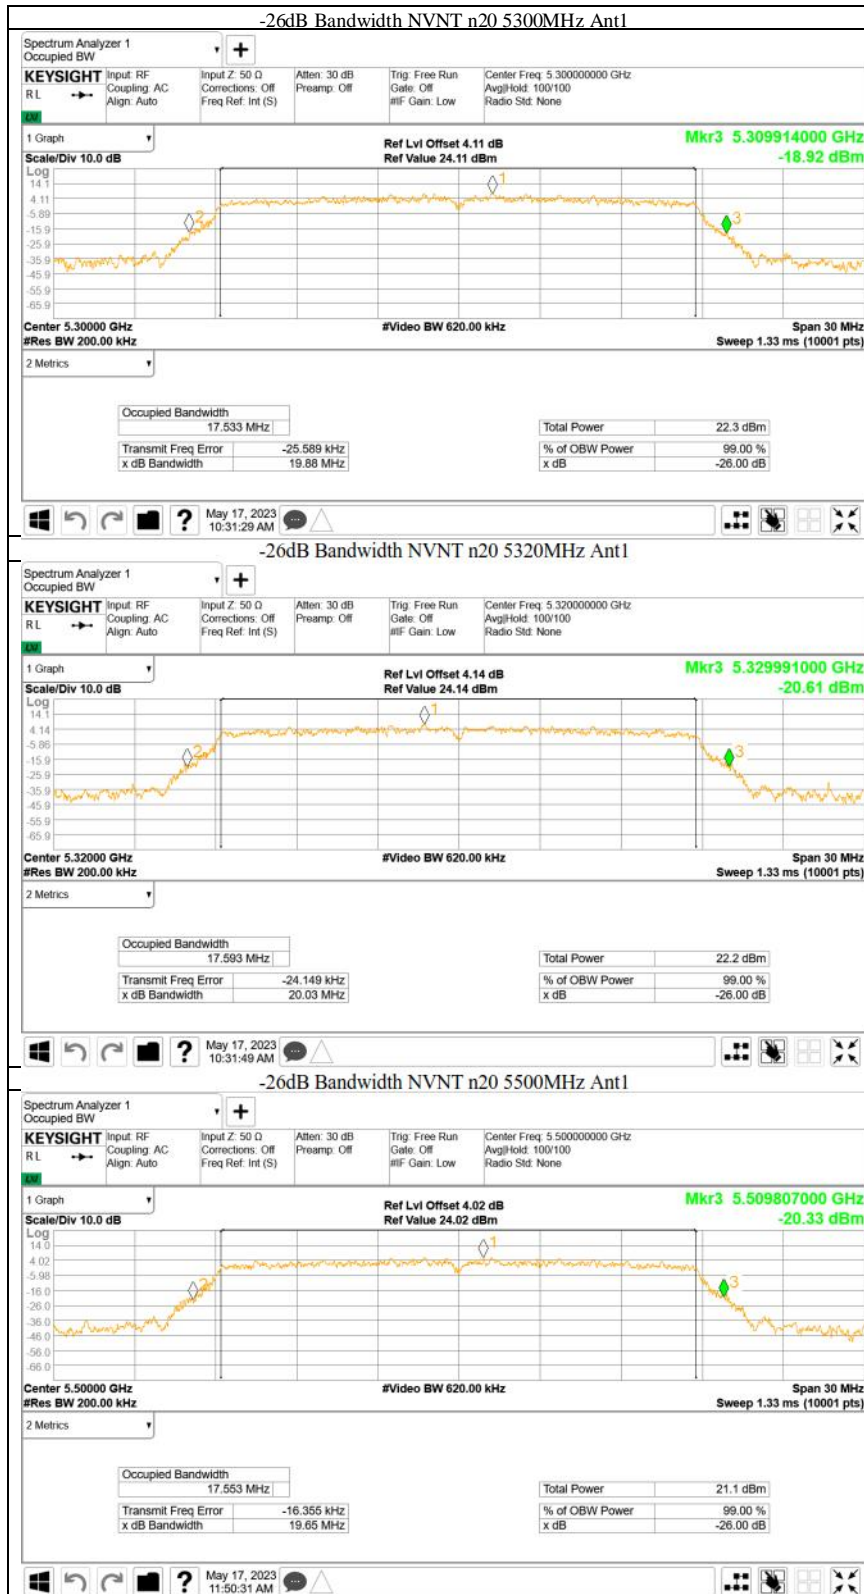 -26dB Bandwidth NVNT n20 5300MHz Ant1
Spectrum Analyzer 1
Occupied BW
KEYSIGHT Input: RF Input Z: 50 Ω Atten: 30 dB Trig: Free Run Center Freq: 5.300000000 GHz
RL Coupling: AC Corrections: Off Preamp: Off Gate: Off Avg|Hold: 100/100
Align: Auto Freq Ref: Int (S) #IF Gain: Low Radio Std: None
1 Graph Ref Lvl Offset 4.11 dB Mkr3 5.309914000 GHz
Scale/Div 10.0 dB Ref Value 24.11 dBm -18.92 dBm
Log
14.1
4.11
-5.89
-15.9
-25.9
-35.9
-45.9
-55.9
-65.9
1
2
3
Center 5.30000 GHz #Video BW 620.00 kHz Span 30 MHz
#Res BW 200.00 kHz Sweep 1.33 ms (10001 pts)
2 Metrics
Occupied Bandwidth
17.533 MHz Total Power 22.3 dBm
Transmit Freq Error -25.589 kHz % of OBW Power 99.00 %
x dB Bandwidth 19.88 MHz x dB -26.00 dB
? May 17, 2023
10:31:29 AM
-26dB Bandwidth NVNT n20 5320MHz Ant1
Spectrum Analyzer 1
Occupied BW
KEYSIGHT Input: RF Input Z: 50 Ω Atten: 30 dB Trig: Free Run Center Freq: 5.320000000 GHz
RL Coupling: AC Corrections: Off Preamp: Off Gate: Off Avg|Hold: 100/100
Align: Auto Freq Ref: Int (S) #IF Gain: Low Radio Std: None
1 Graph Ref Lvl Offset 4.14 dB Mkr3 5.329991000 GHz
Scale/Div 10.0 dB Ref Value 24.14 dBm -20.61 dBm
Log
14.1
4.14
-5.86
-15.9
-25.9
-35.9
-45.9
-55.9
-65.9
1
2
3
Center 5.32000 GHz #Video BW 620.00 kHz Span 30 MHz
#Res BW 200.00 kHz Sweep 1.33 ms (10001 pts)
2 Metrics
Occupied Bandwidth
17.593 MHz Total Power 22.2 dBm
Transmit Freq Error -24.149 kHz % of OBW Power 99.00 %
x dB Bandwidth 20.03 MHz x dB -26.00 dB
? May 17, 2023
10:31:49 AM
-26dB Bandwidth NVNT n20 5500MHz Ant1
Spectrum Analyzer 1
Occupied BW
KEYSIGHT Input: RF Input Z: 50 Ω Atten: 30 dB Trig: Free Run Center Freq: 5.500000000 GHz
RL Coupling: AC Corrections: Off Preamp: Off Gate: Off Avg|Hold: 100/100
Align: Auto Freq Ref: Int (S) #IF Gain: Low Radio Std: None
1 Graph Ref Lvl Offset 4.02 dB Mkr3 5.509807000 GHz
Scale/Div 10.0 dB Ref Value 24.02 dBm -20.33 dBm
Log
14.0
4.02
-5.98
-16.0
-26.0
-36.0
-46.0
-56.0
-66.0
1
2
3
Center 5.50000 GHz #Video BW 620.00 kHz Span 30 MHz
#Res BW 200.00 kHz Sweep 1.33 ms (10001 pts)
2 Metrics
Occupied Bandwidth
17.553 MHz Total Power 21.1 dBm
Transmit Freq Error -16.355 kHz % of OBW Power 99.00 %
x dB Bandwidth 19.65 MHz x dB -26.00 dB
? May 17, 2023
11:50:31 AM